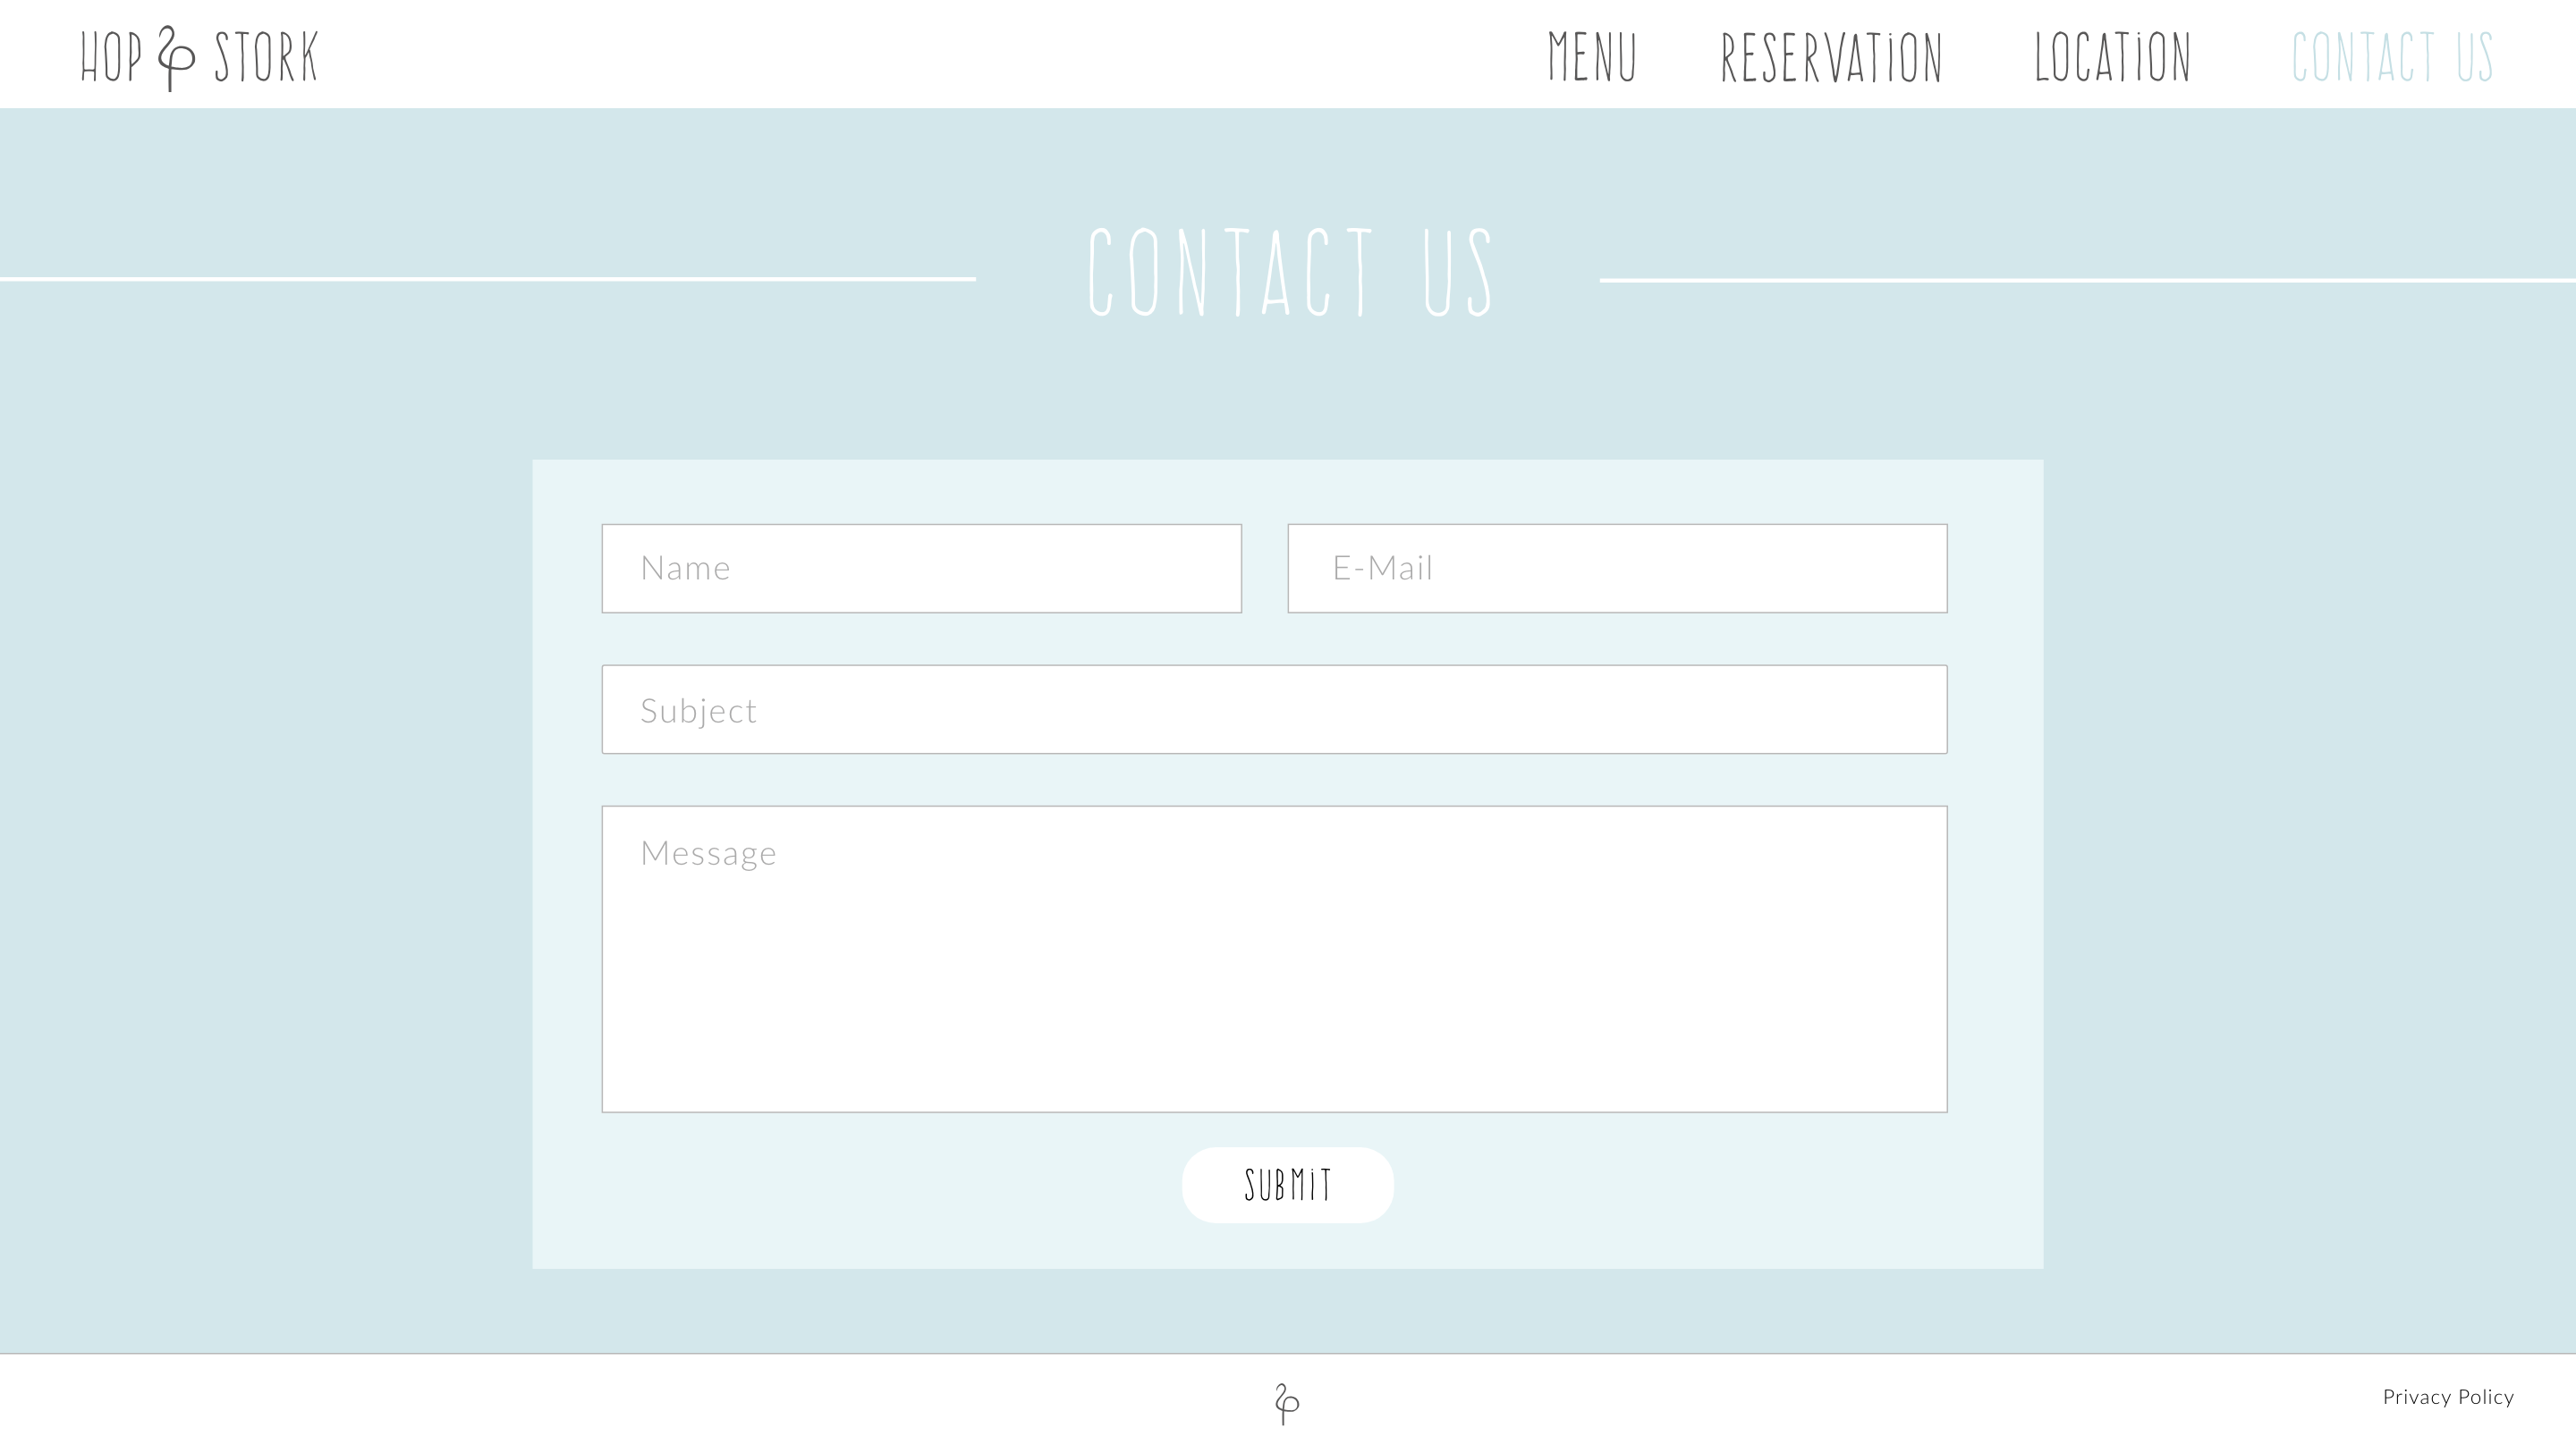 HOP & STORK
MENU
RESERVATION
LOCATION
CONTACT US
CONTACT US
Name
E-Mail
Subject
Message
SUBMIT
Privacy Policy